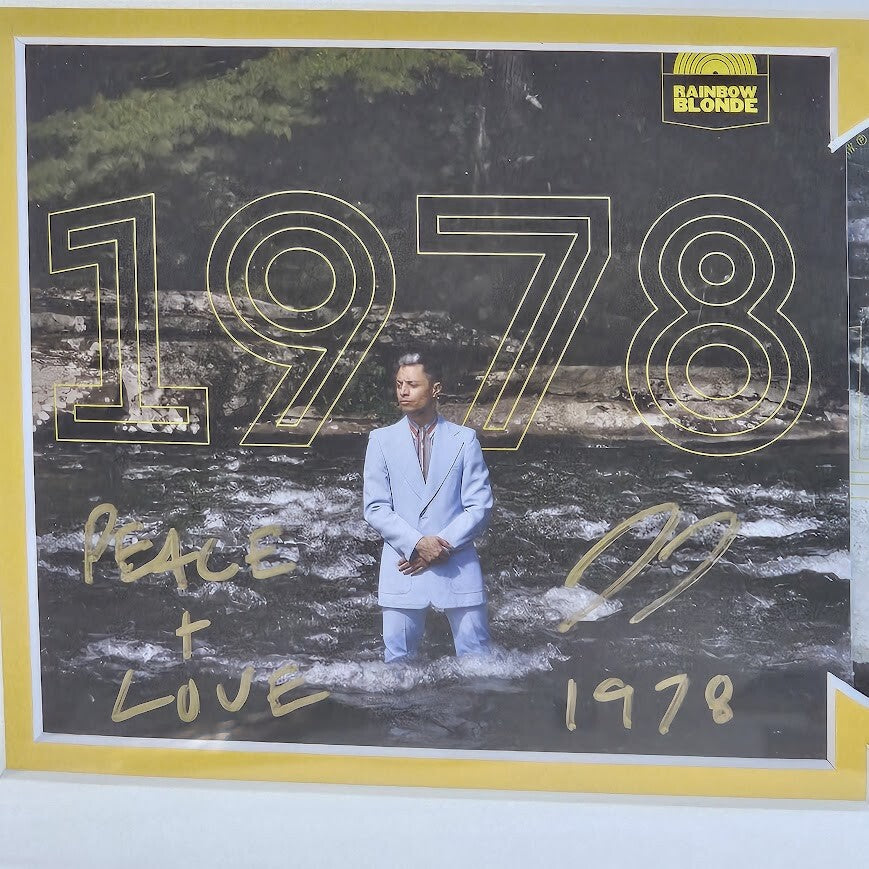 RAINBOW
BLONDE
1978
PEACE
+
LOVE
1978